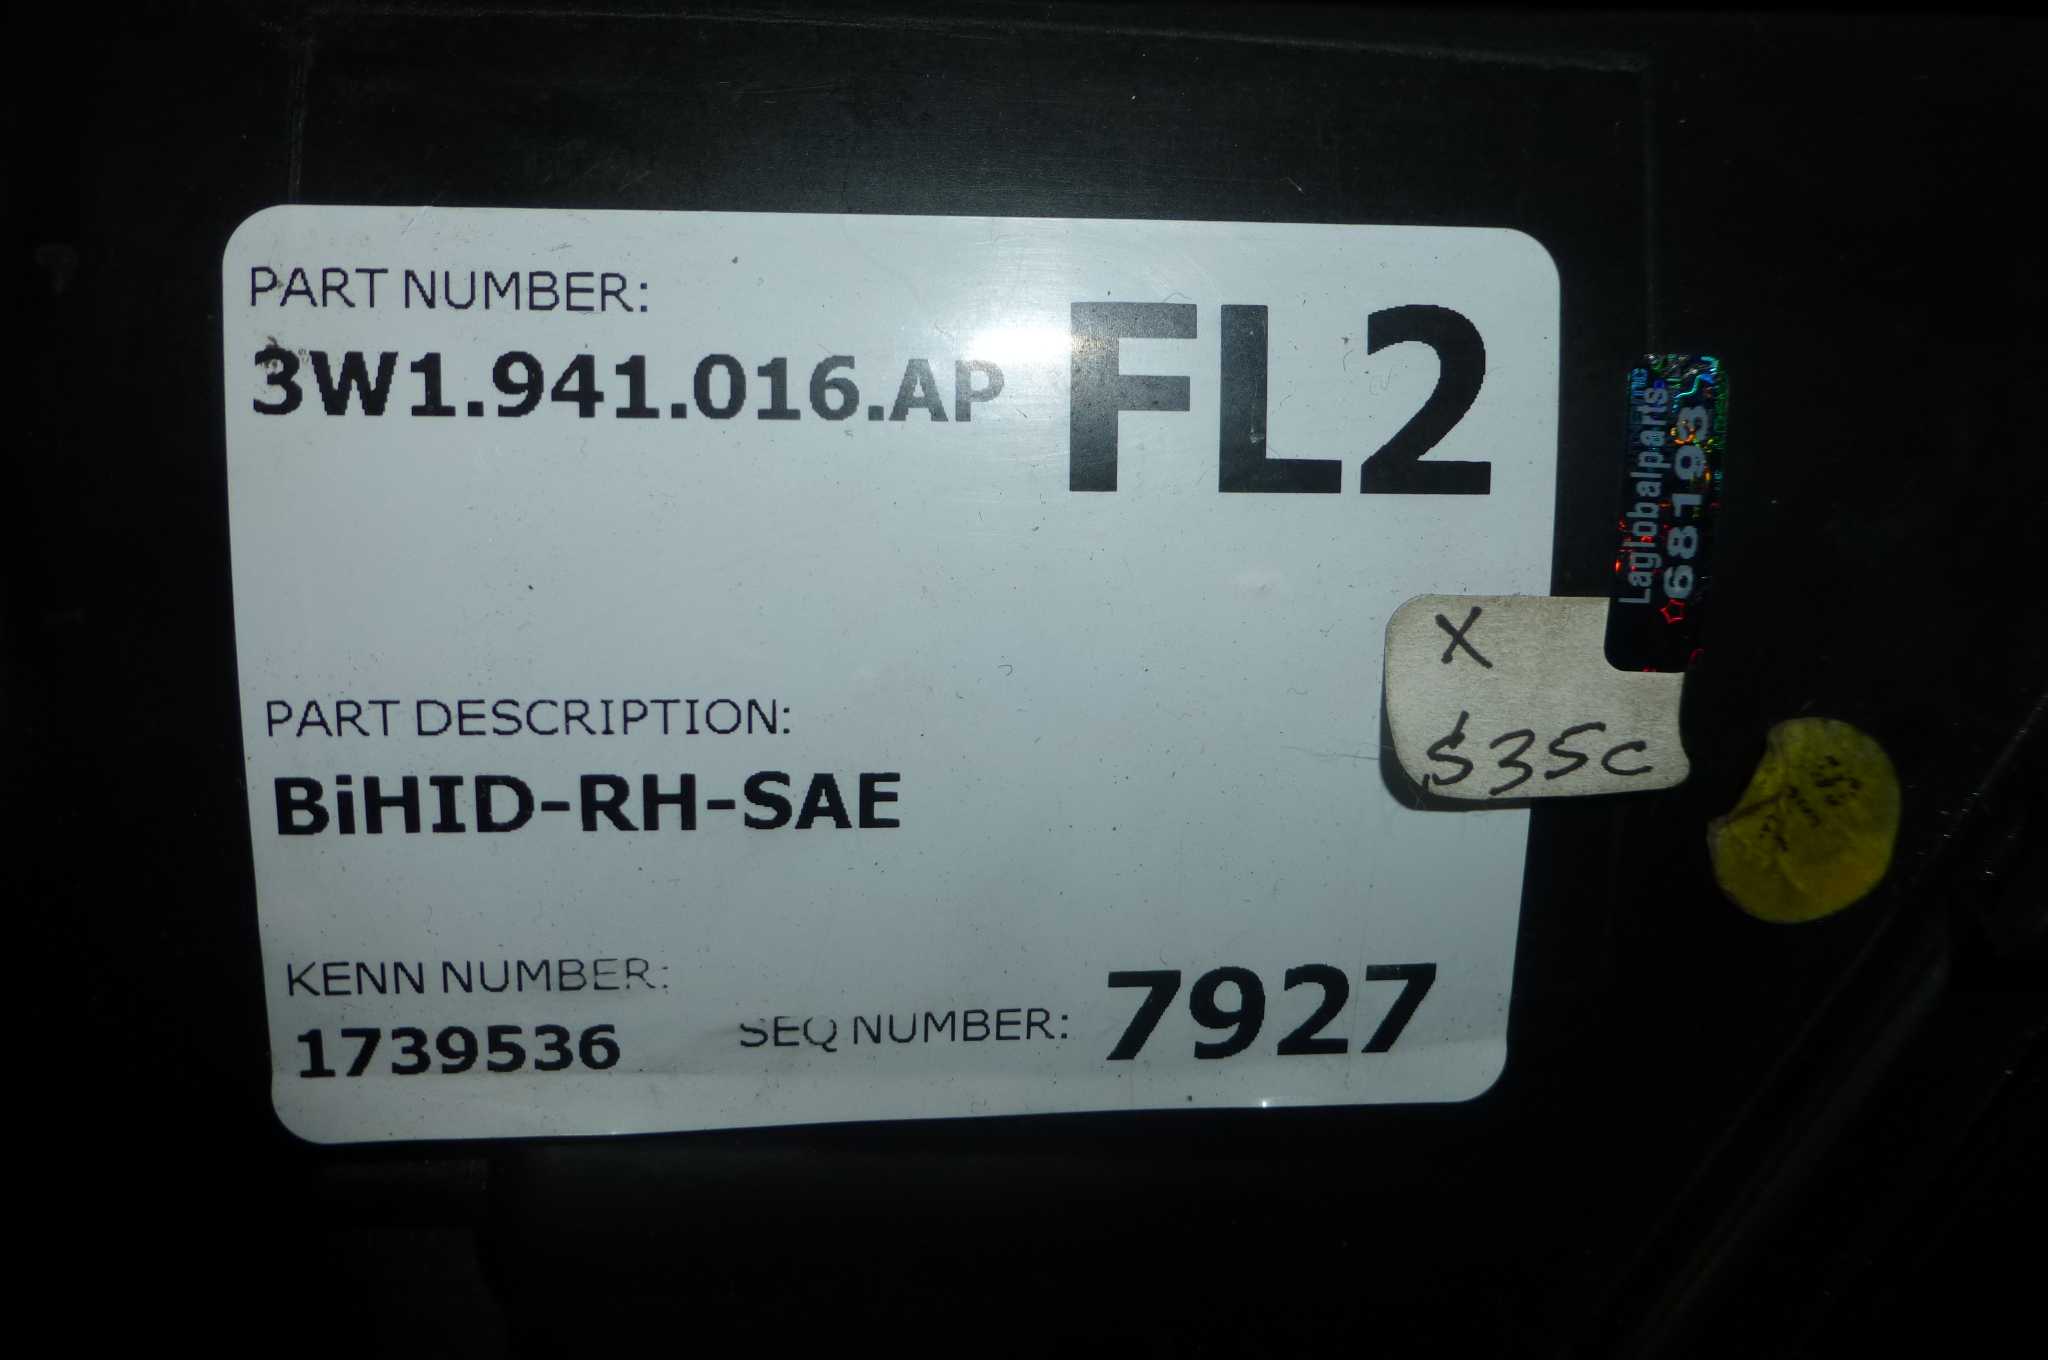 PART NUMBER:
3W1.941.016.AP
FL2
PART DESCRIPTION:
BiHID-RH-SAE
KENN NUMBER:
1739536
SEQ NUMBER: 7927
X
S35C
Laglobalparts
68193